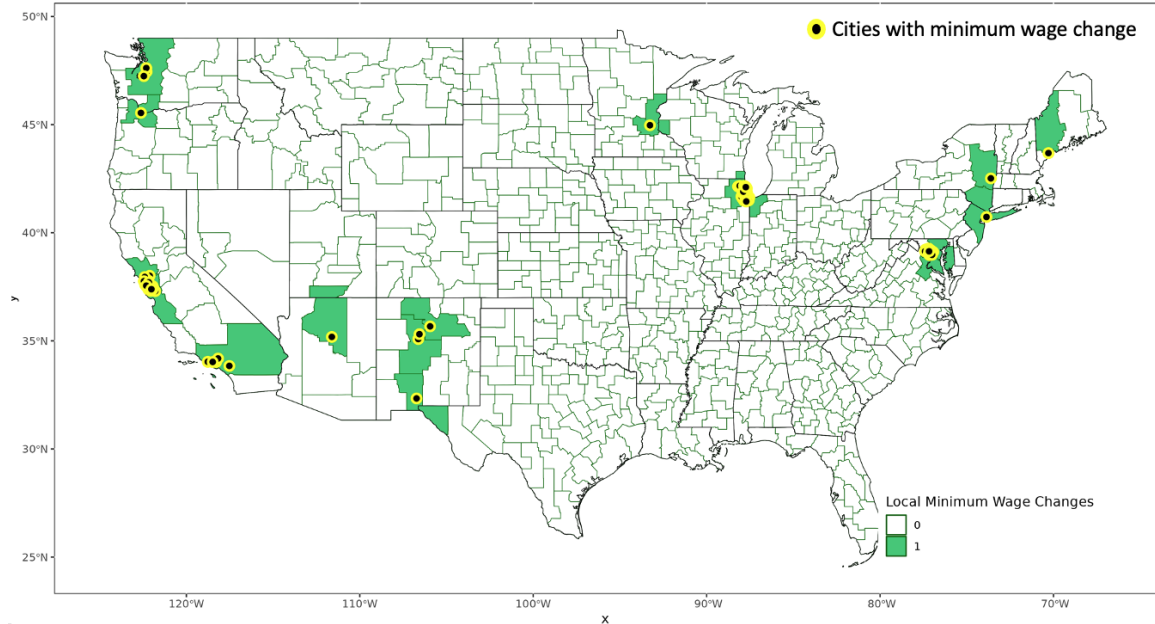 Cities with minimum wage change
50°N
45°N
40°N
35°N
30°N
25°N
y
Local Minimum Wage Changes
0
1
120°W
110°W
100°W
90°W
80°W
70°W
x